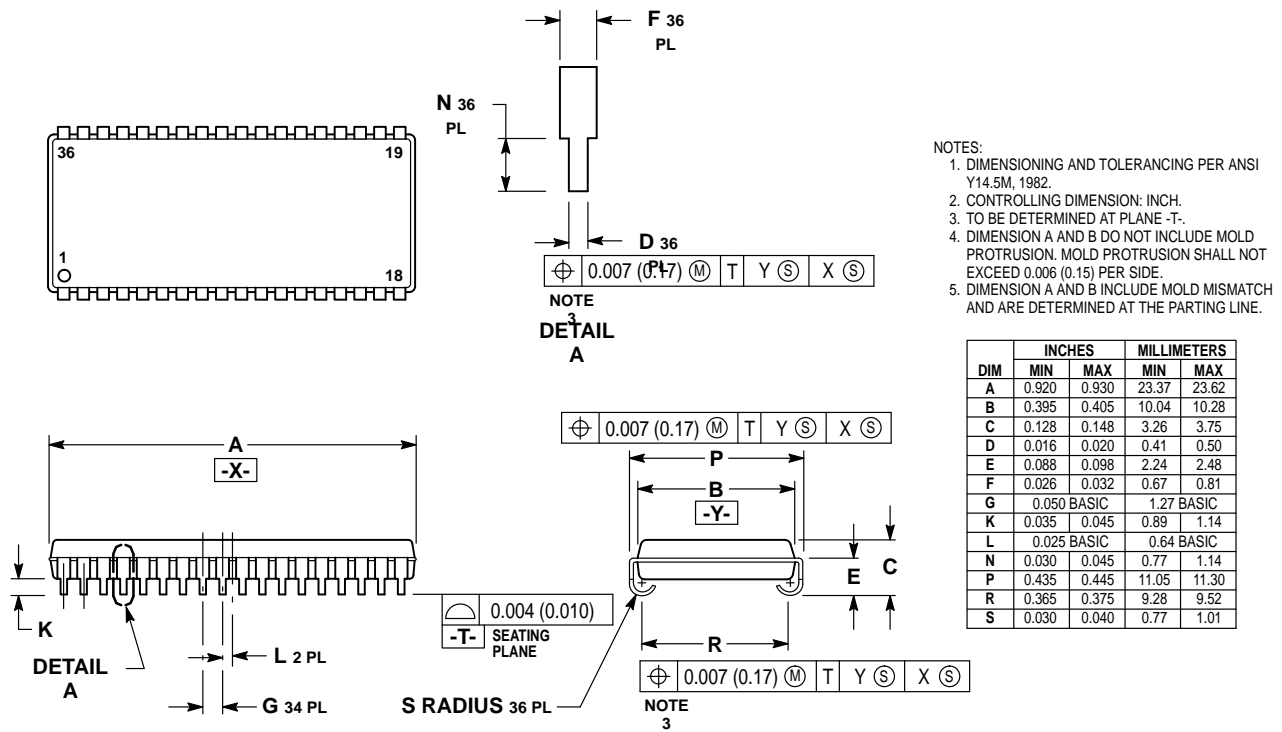 F 36
PL
N 36
PL
D 36
PL
0.007 (0.17) Ⓜ T Y Ⓢ X Ⓢ
NOTE
3
DETAIL
A
36
19
1
18
NOTES:
1. DIMENSIONING AND TOLERANCING PER ANSI
Y14.5M, 1982.
2. CONTROLLING DIMENSION: INCH.
3. TO BE DETERMINED AT PLANE -T-.
4. DIMENSION A AND B DO NOT INCLUDE MOLD
PROTRUSION. MOLD PROTRUSION SHALL NOT
EXCEED 0.006 (0.15) PER SIDE.
5. DIMENSION A AND B INCLUDE MOLD MISMATCH
AND ARE DETERMINED AT THE PARTING LINE.
INCHES MILLIMETERS
DIM MIN MAX MIN MAX
A 0.920 0.930 23.37 23.62
B 0.395 0.405 10.04 10.28
C 0.128 0.148 3.26 3.75
D 0.016 0.020 0.41 0.50
E 0.088 0.098 2.24 2.48
F 0.026 0.032 0.67 0.81
G 0.050 BASIC 1.27 BASIC
K 0.035 0.045 0.89 1.14
L 0.025 BASIC 0.64 BASIC
N 0.030 0.045 0.77 1.14
P 0.435 0.445 11.05 11.30
R 0.365 0.375 9.28 9.52
S 0.030 0.040 0.77 1.01
A
-X-
K
DETAIL
A
L 2 PL
G 34 PL
0.004 (0.010)
-T- SEATING
PLANE
0.007 (0.17) Ⓜ T Y Ⓢ X Ⓢ
P
B
-Y-
E
C
R
S RADIUS 36 PL
0.007 (0.17) Ⓜ T Y Ⓢ X Ⓢ
NOTE
3